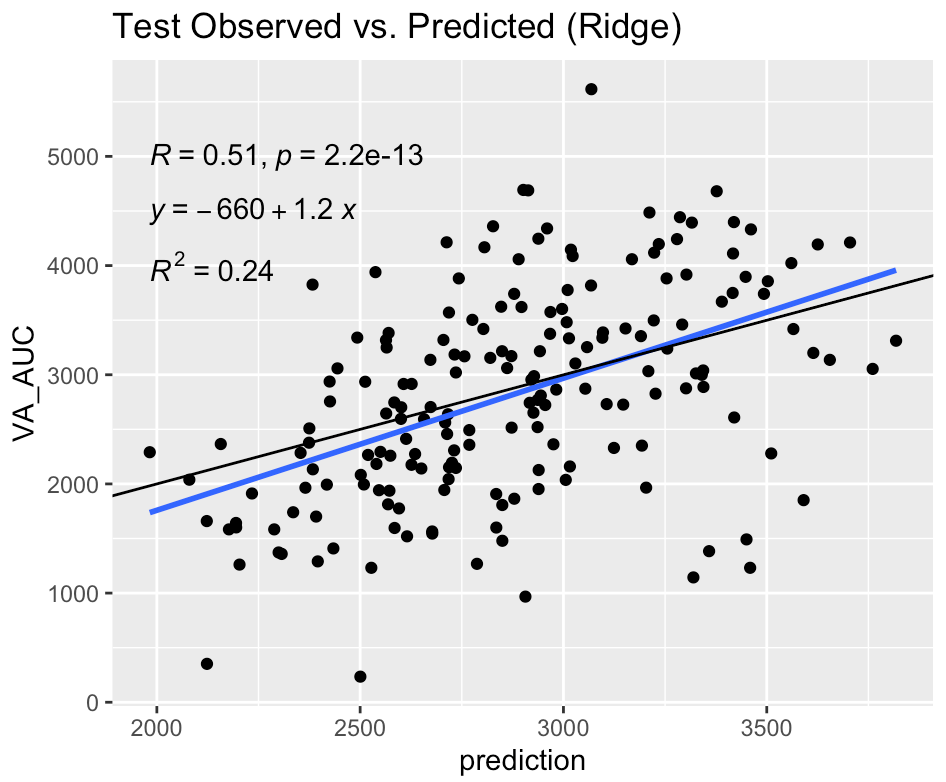 Test Observed vs. Predicted (Ridge)
R = 0.51, p = 2.2e-13
y = −660 + 1.2 x
R² = 0.24
VA_AUC
5000
4000
3000
2000
1000
0
2000 2500 3000 3500
prediction